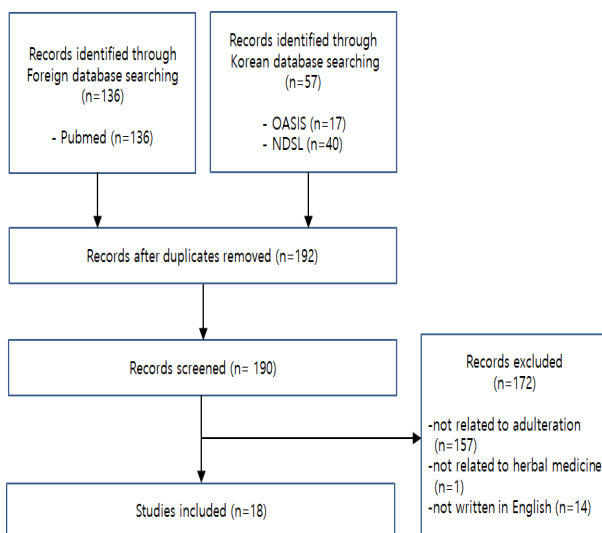 Records identified through
Foreign database searching
(n=136)
- Pubmed (n=136)
Records identified through
Korean database searching
(n=57)
- OASIS (n=17)
- NDSL (n=40)
Records after duplicates removed (n=192)
Records screened (n= 190)
Records excluded
(n=172)
-not related to adulteration
(n=157)
-not related to herbal medicine
(n=1)
-not written in English (n=14)
Studies included (n=18)